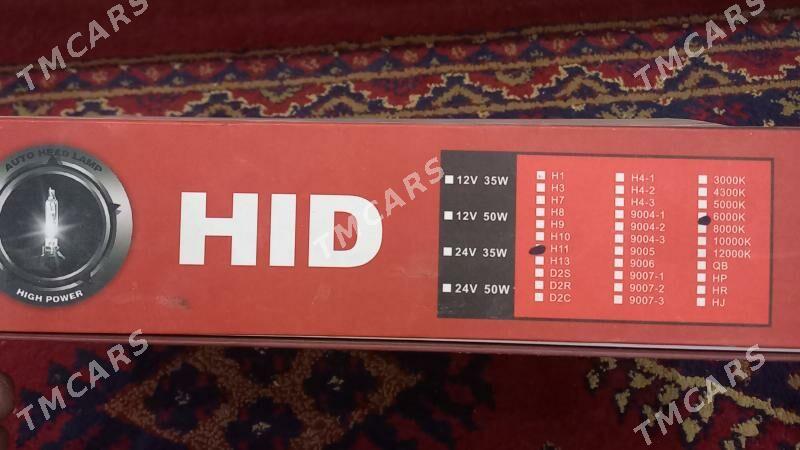 TMCARS
TMCARS
AUTO HEAD LAMP
HIGH POWER
HID
TMCARS
12V 35W
12V 50W
24V 35W
24V 50W
H1
H3
H7
H8
H9
H10
H11
H13
D2S
D2R
D2C
H4-1
H4-2
H4-3
9004-1
9004-2
9004-3
9005
9006
9007-1
9007-2
9007-3
3000K
4300K
5000K
6000K
8000K
10000K
12000K
QB
HP
HR
HJ
TMCARS
TMCARS